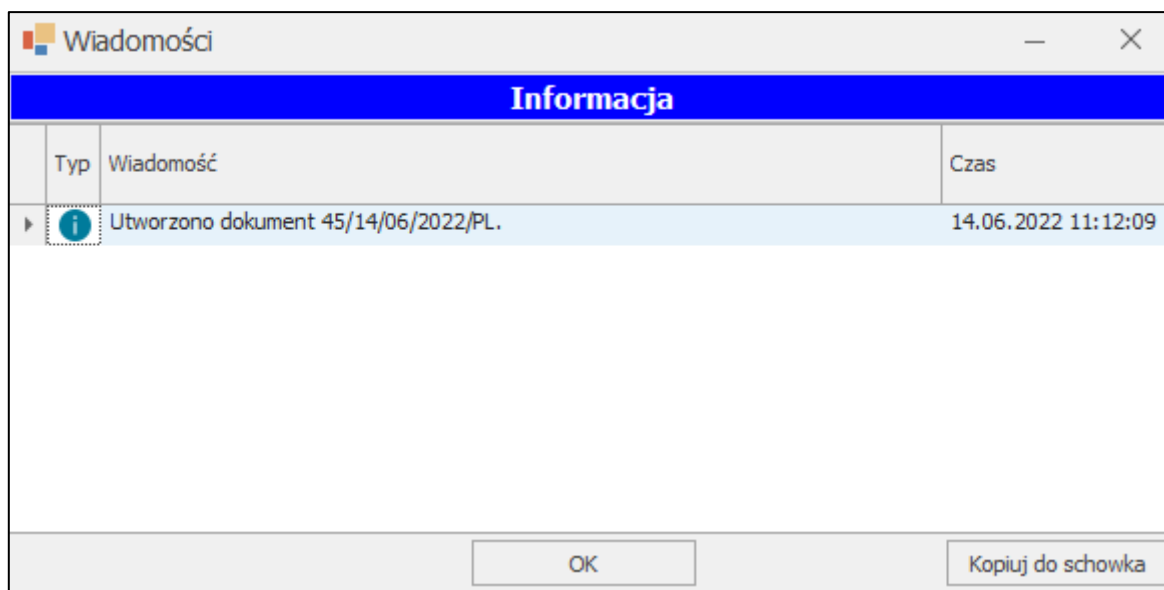 Wiadomości
Informacja
Typ Wiadomość Czas
Utworzono dokument 45/14/06/2022/PL. 14.06.2022 11:12:09
OK Kopiuj do schowka